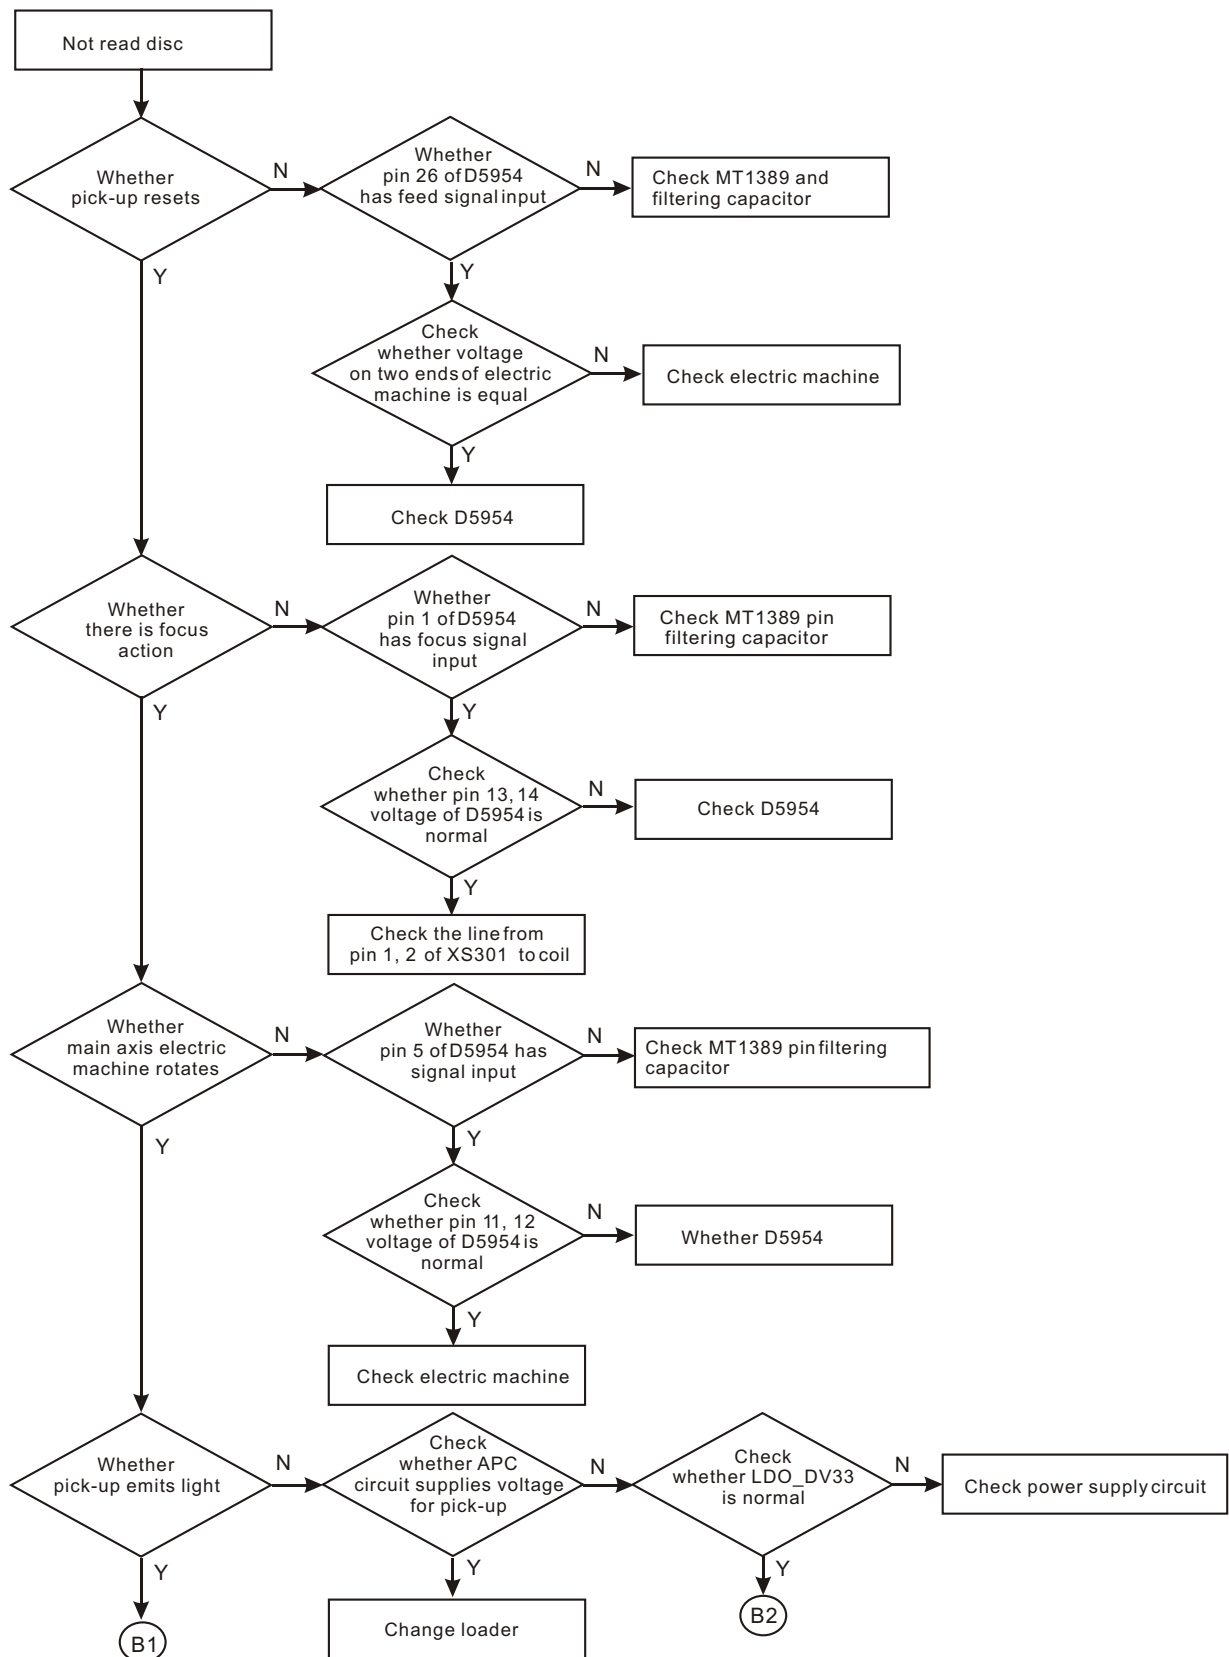 Not read disc
Whether
pick-up resets
N
Whether
pin 26 of D5954
has feed signal input
N
Check MT1389 and
filtering capacitor
Y
Y
Check
whether voltage
on two ends of electric
machine is equal
N
Check electric machine
Y
Check D5954
Whether
there is focus
action
N
Whether
pin 1 of D5954
has focus signal
input
N
Check MT1389 pin
filtering capacitor
Y
Y
Check
whether pin 13, 14
voltage of D5954 is
normal
N
Check D5954
Y
Check the line from
pin 1, 2 of XS301 to coil
Whether
main axis electric
machine rotates
N
Whether
pin 5 of D5954 has
signal input
N
Check MT1389 pin filtering
capacitor
Y
Y
Check
whether pin 11, 12
voltage of D5954 is
normal
N
Whether D5954
Y
Check electric machine
Whether
pick-up emits light
N
Check
whether APC
circuit supplies voltage
for pick-up
N
Check
whether LDO_DV33
is normal
N
Check power supply circuit
Y
Y
Y
B1
Change loader
B2